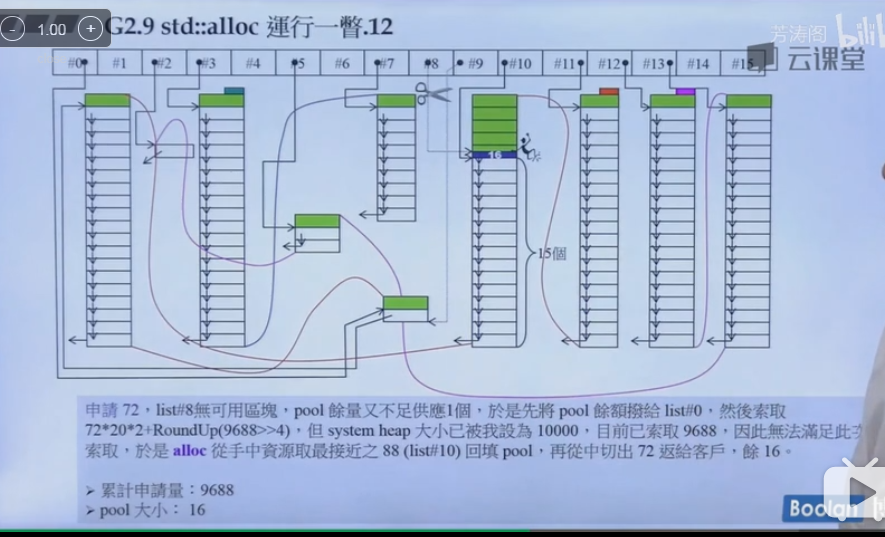 1.00
G2.9 std::alloc 運行一瞥.12
芳涛阁
bilibili
云课堂
#0 #1 #2 #3 #4 #5 #6 #7 #8 #9 #10 #11 #12 #13 #14 #15
16
15個
申請 72，list#8無可用區塊，pool 餘量又不足供應1個，於是先將 pool 餘額撥給 list#0，然後索取
72*20*2+RoundUp(9688>>4)，但 system heap 大小已被我設為 10000，目前已索取 9688，因此無法滿足此次
索取，於是 alloc 從手中資源取最接近之 88 (list#10) 回填 pool，再從中切出 72 返給客戶，餘 16。
➢ 累計申請量：9688
➢ pool 大小： 16
Boolan